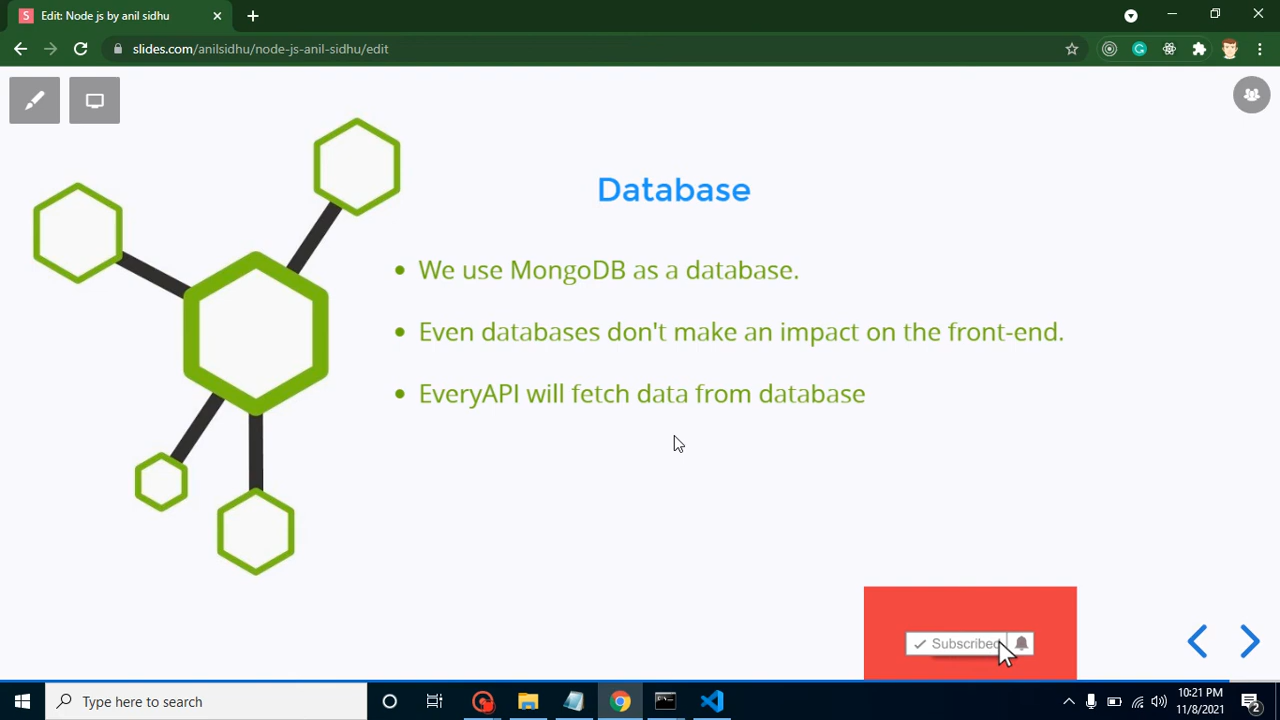 Edit: Node js by anil sidhu
slides.com/anilsidhu/node-js-anil-sidhu/edit
Database
We use MongoDB as a database.
Even databases don't make an impact on the front-end.
EveryAPI will fetch data from database
Subscribed
Type here to search
10:21 PM
11/8/2021
2